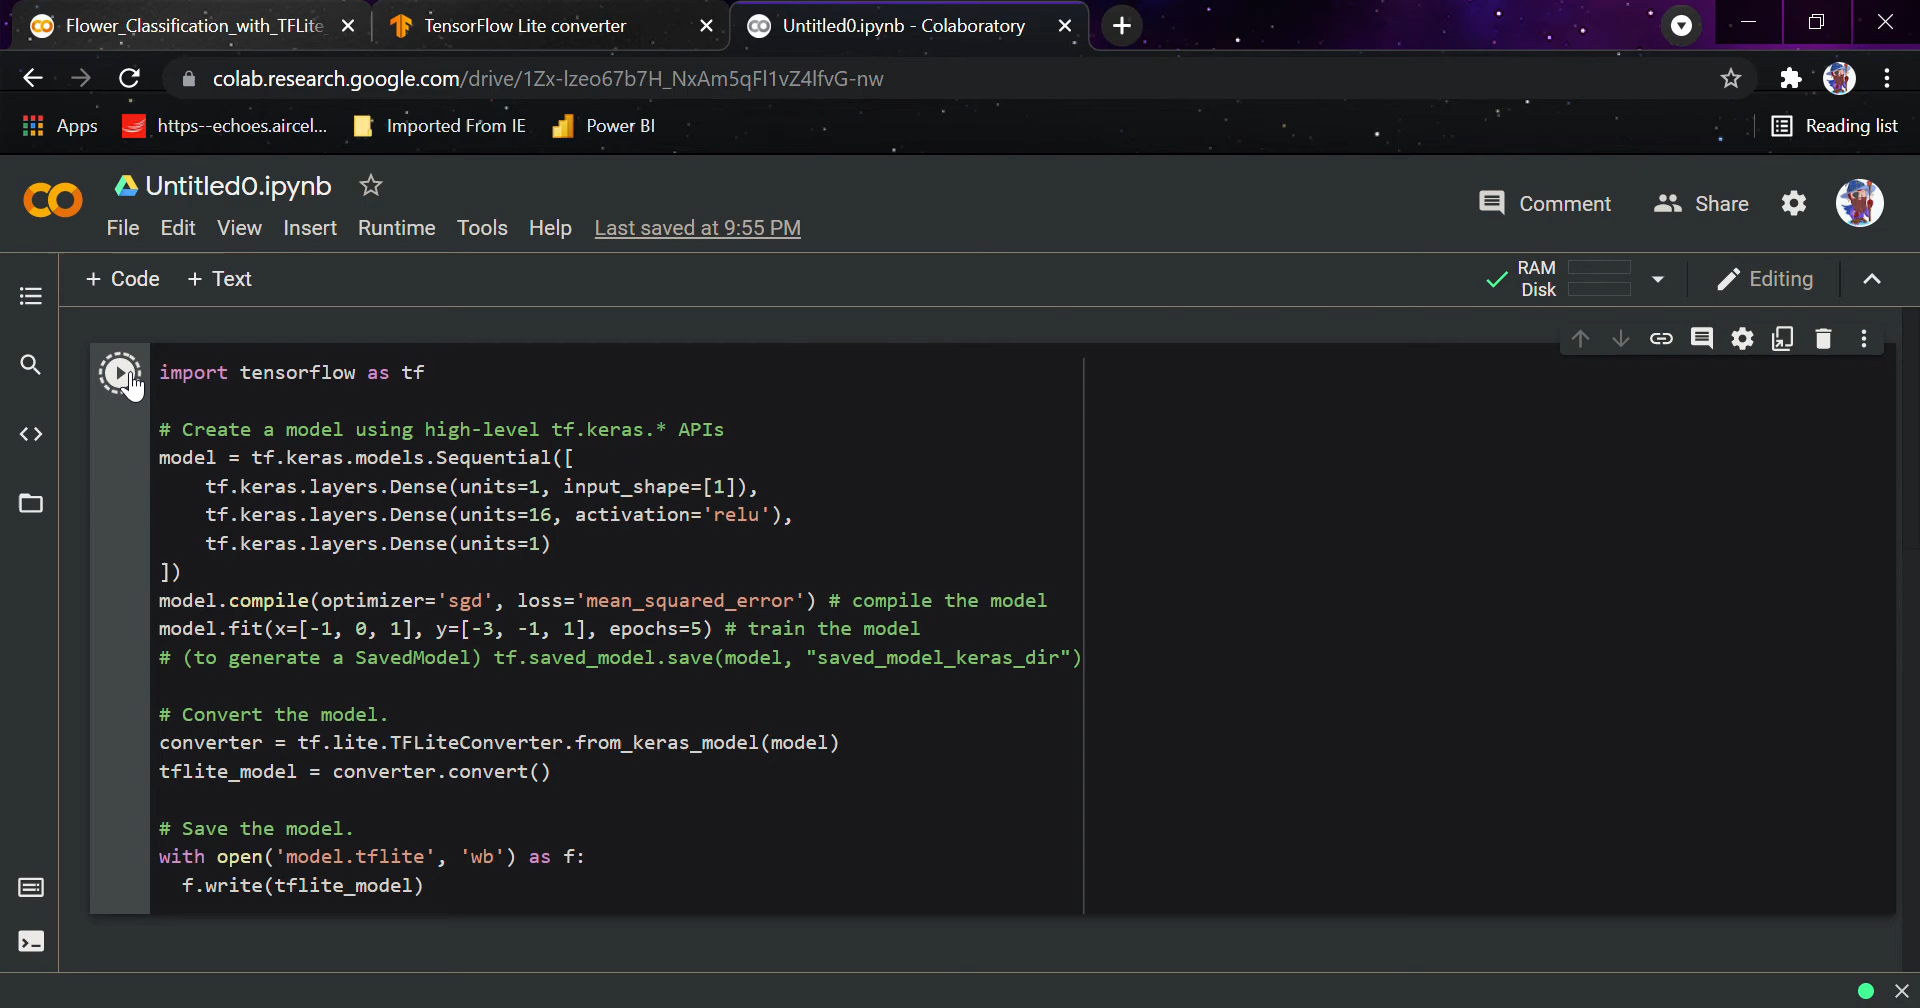 Flower_Classification_with_TFLite
TensorFlow Lite converter
Untitled0.ipynb - Colaboratory
colab.research.google.com/drive/1Zx-lzeo67b7H_NxAm5qFl1vZ4lfvG-nw
Apps
https--echoes.aircel...
Imported From IE
Power BI
Reading list
Untitled0.ipynb
File Edit View Insert Runtime Tools Help Last saved at 9:55 PM
Comment
Share
+ Code + Text
RAM
Disk
Editing
import tensorflow as tf
# Create a model using high-level tf.keras.* APIs
model = tf.keras.models.Sequential([
    tf.keras.layers.Dense(units=1, input_shape=[1]),
    tf.keras.layers.Dense(units=16, activation='relu'),
    tf.keras.layers.Dense(units=1)
])
model.compile(optimizer='sgd', loss='mean_squared_error') # compile the model
model.fit(x=[-1, 0, 1], y=[-3, -1, 1], epochs=5) # train the model
# (to generate a SavedModel) tf.saved_model.save(model, "saved_model_keras_dir")
# Convert the model.
converter = tf.lite.TFLiteConverter.from_keras_model(model)
tflite_model = converter.convert()
# Save the model.
with open('model.tflite', 'wb') as f:
  f.write(tflite_model)